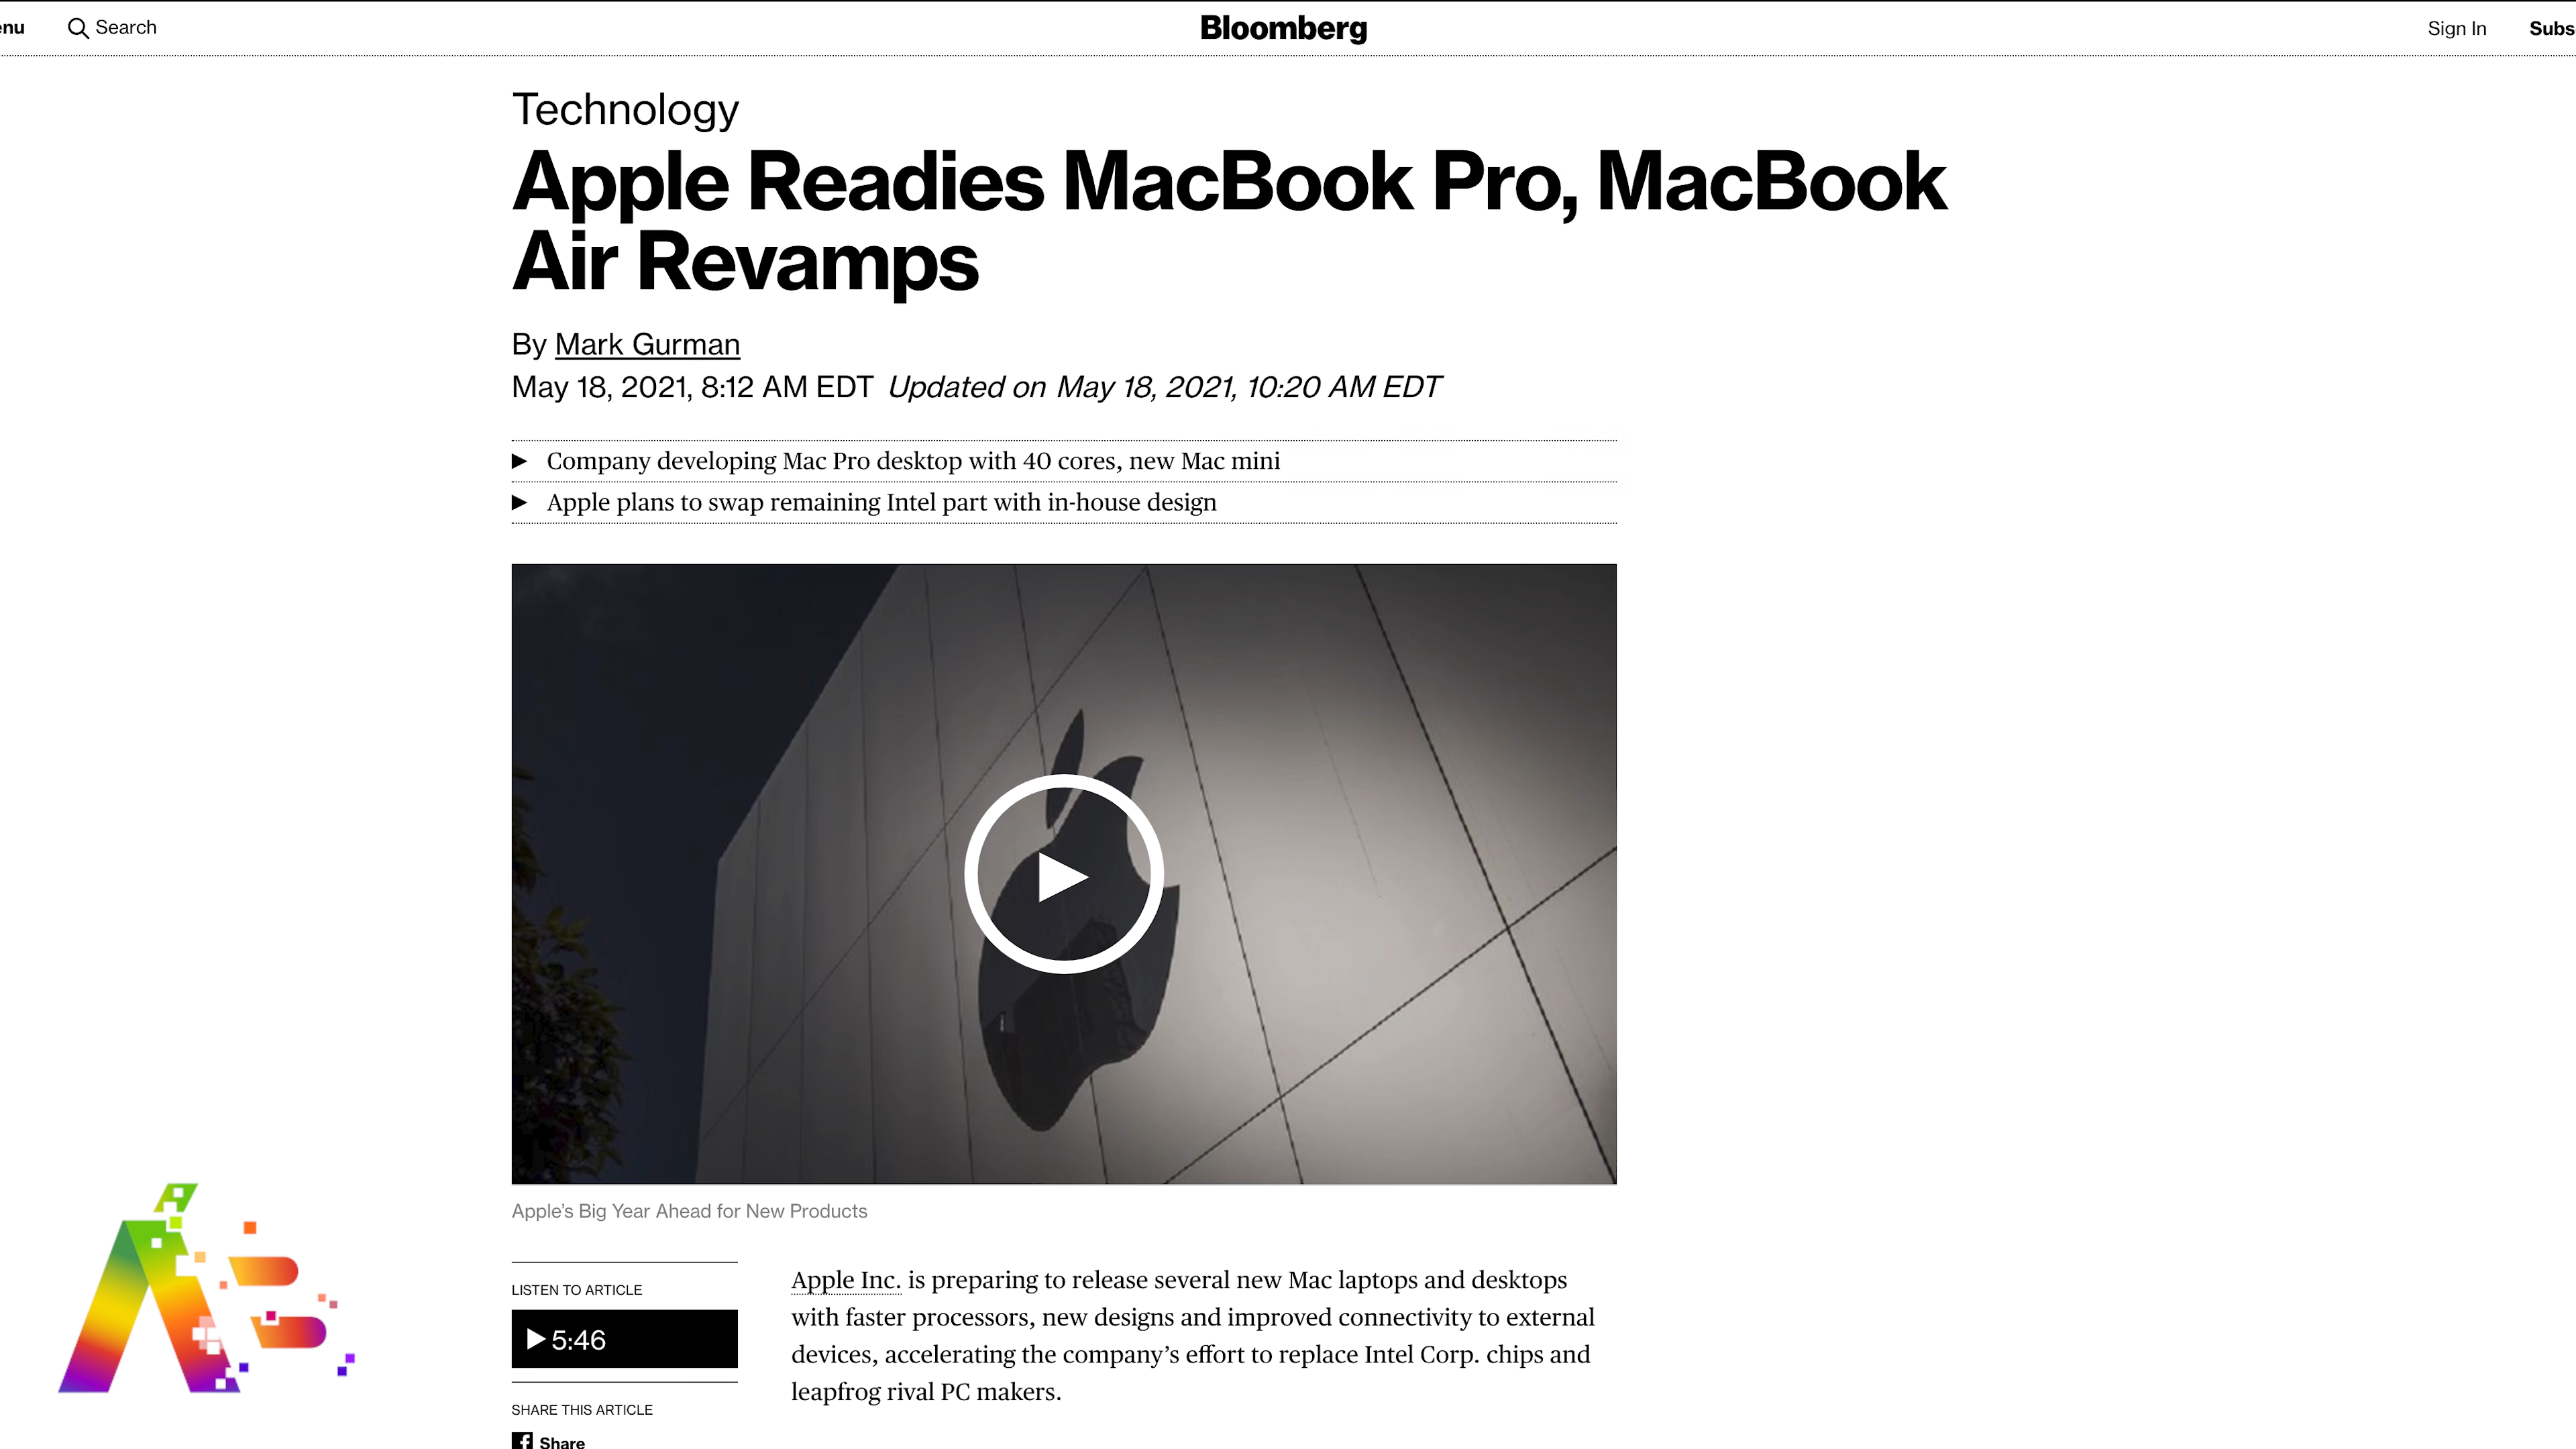 enu
Search
Bloomberg
Sign In
Subs
Technology
Apple Readies MacBook Pro, MacBook
Air Revamps
By Mark Gurman
May 18, 2021, 8:12 AM EDT Updated on May 18, 2021, 10:20 AM EDT
Company developing Mac Pro desktop with 40 cores, new Mac mini
Apple plans to swap remaining Intel part with in-house design
Apple's Big Year Ahead for New Products
LISTEN TO ARTICLE
5:46
SHARE THIS ARTICLE
Share
Apple Inc. is preparing to release several new Mac laptops and desktops
with faster processors, new designs and improved connectivity to external
devices, accelerating the company's effort to replace Intel Corp. chips and
leapfrog rival PC makers.